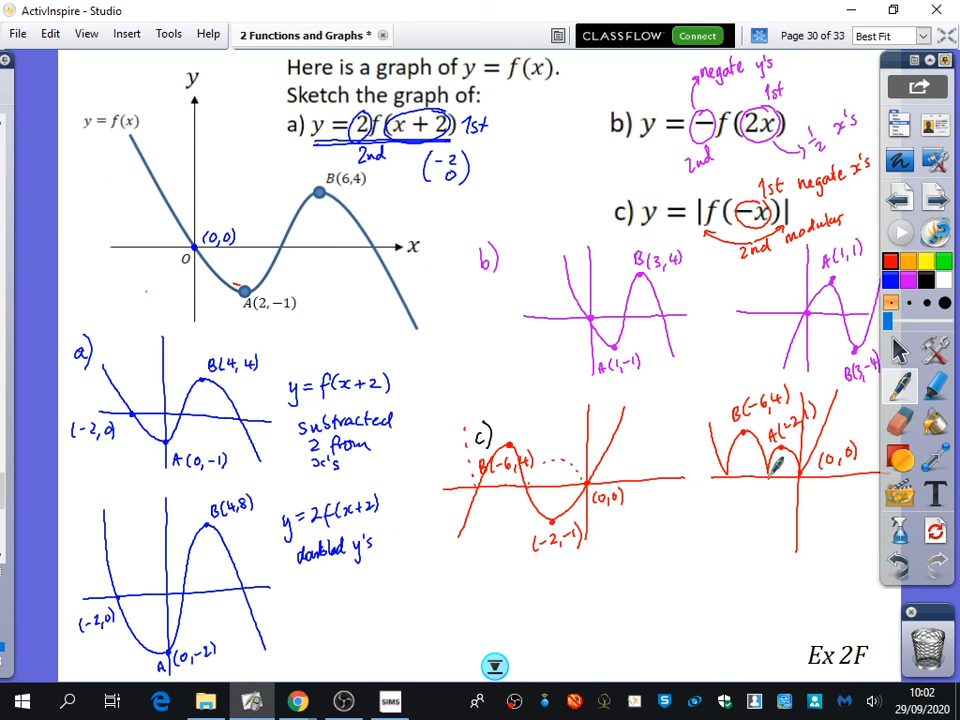 ActivInspire - Studio
File Edit View Insert Tools Help
2 Functions and Graphs *
CLASSFLOW Connect
Page 30 of 33
Best Fit
Here is a graph of y = f(x).
Sketch the graph of:
a) y = 2f(x + 2) 1st
2nd
(-2 0)
y
y = f(x)
B(6,4)
(0,0)
O
x
A(2, −1)
negate y's
1st
b) y = −f(2x)
2nd
1/2 x's
1st negate x's
c) y = |f(−x)|
2nd modulus
a)
B(4, 4)
(-2, 0)
A(0, -1)
y = f(x+2)
subtracted
2 from
x's
B(4,8)
(-2,0)
A (0,-2)
y = 2f(x+2)
doubled y's
b)
B(3,4)
A(1,-1)
A(1,1)
B(3,-4)
c)
B(-6,4)
(0,0)
(-2,-1)
B(-6,4)
A(-2,1)
(0,0)
Ex 2F
SIMS
10:02
29/09/2020